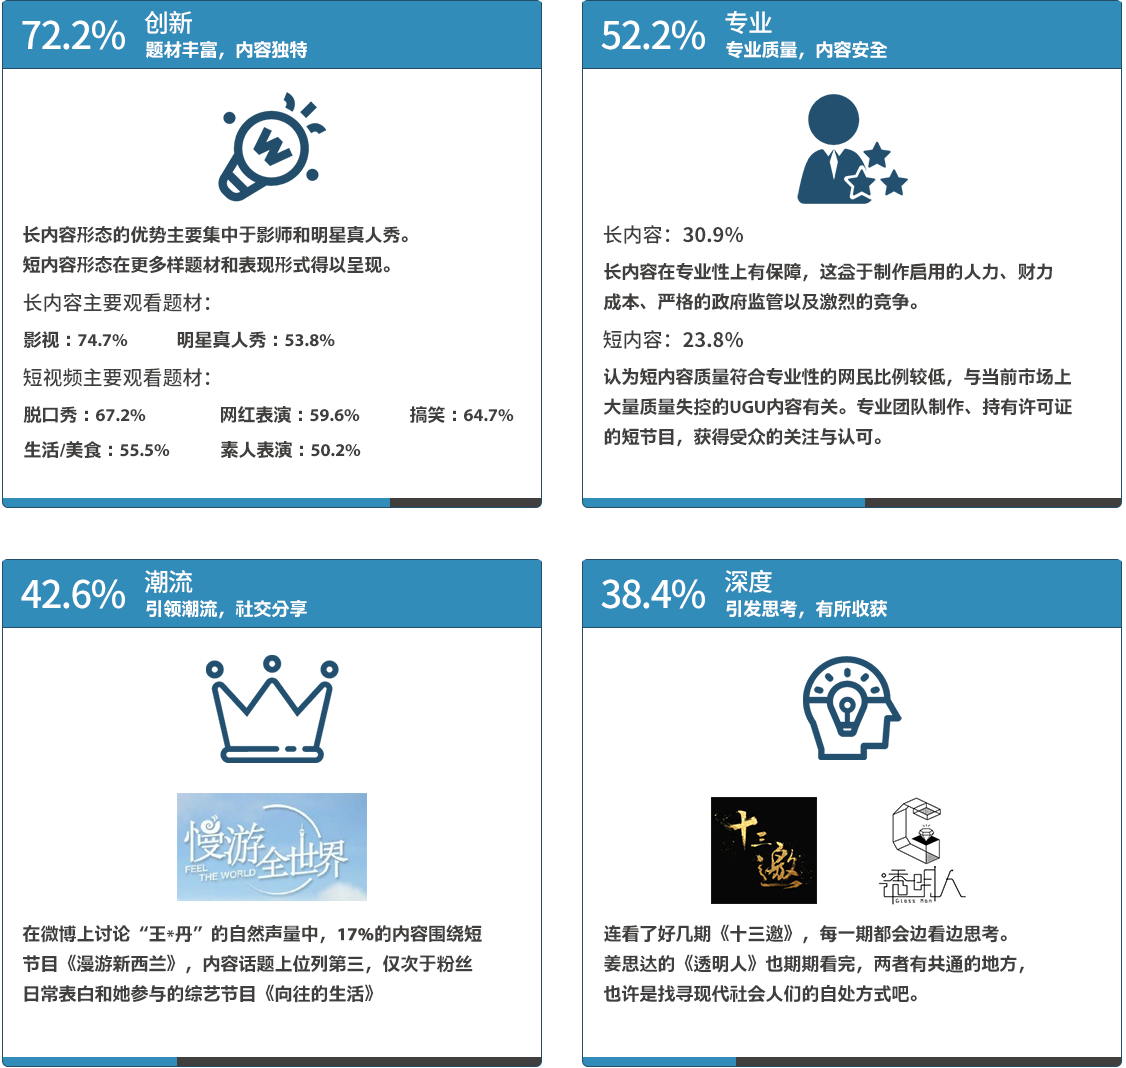 72.2%
创新
题材丰富，内容独特
W
长内容形态的优势主要集中于影师和明星真人秀。
短内容形态在更多样题材和表现形式得以呈现。
长内容主要观看题材：
影视：74.7% 明星真人秀：53.8%
短视频主要观看题材：
脱口秀：67.2% 网红表演：59.6% 搞笑：64.7%
生活/美食：55.5% 素人表演：50.2%
52.2%
专业
专业质量，内容安全
长内容：30.9%
长内容在专业性上有保障，这益于制作启用的人力、财力
成本、严格的政府监管以及激烈的竞争。
短内容：23.8%
认为短内容质量符合专业性的网民比例较低，与当前市场上
大量质量失控的UGU内容有关。专业团队制作、持有许可证
的短节目，获得受众的关注与认可。
42.6%
潮流
引领潮流，社交分享
慢游全世界
FEEL
THE WORLD
在微博上讨论“王*丹”的自然声量中，17%的内容围绕短
节目《漫游新西兰》，内容话题上位列第三，仅次于粉丝
日常表白和她参与的综艺节目《向往的生活》
38.4%
深度
引发思考，有所收获
十三邀
透明人
Glass Man
连看了好几期《十三邀》，每一期都会边看边思考。
姜思达的《透明人》也期期看完，两者有共通的地方，
也许是找寻现代社会人们的自处方式吧。